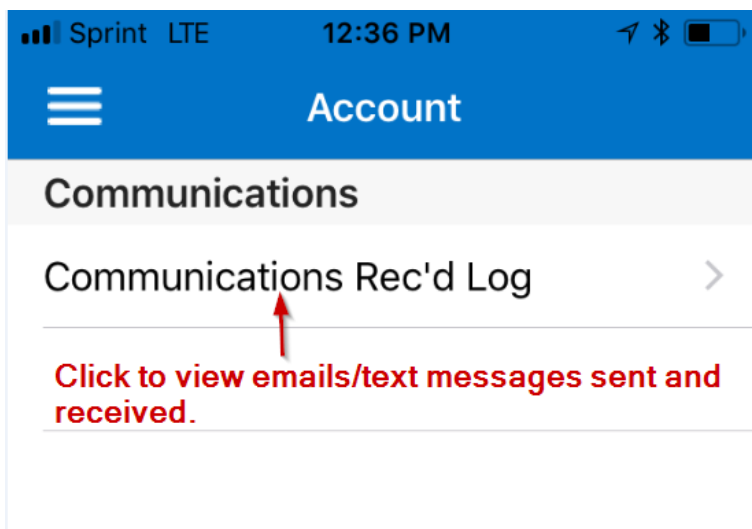 Sprint LTE 12:36 PM
Account
Communications
Communications Rec'd Log
Click to view emails/text messages sent and
received.